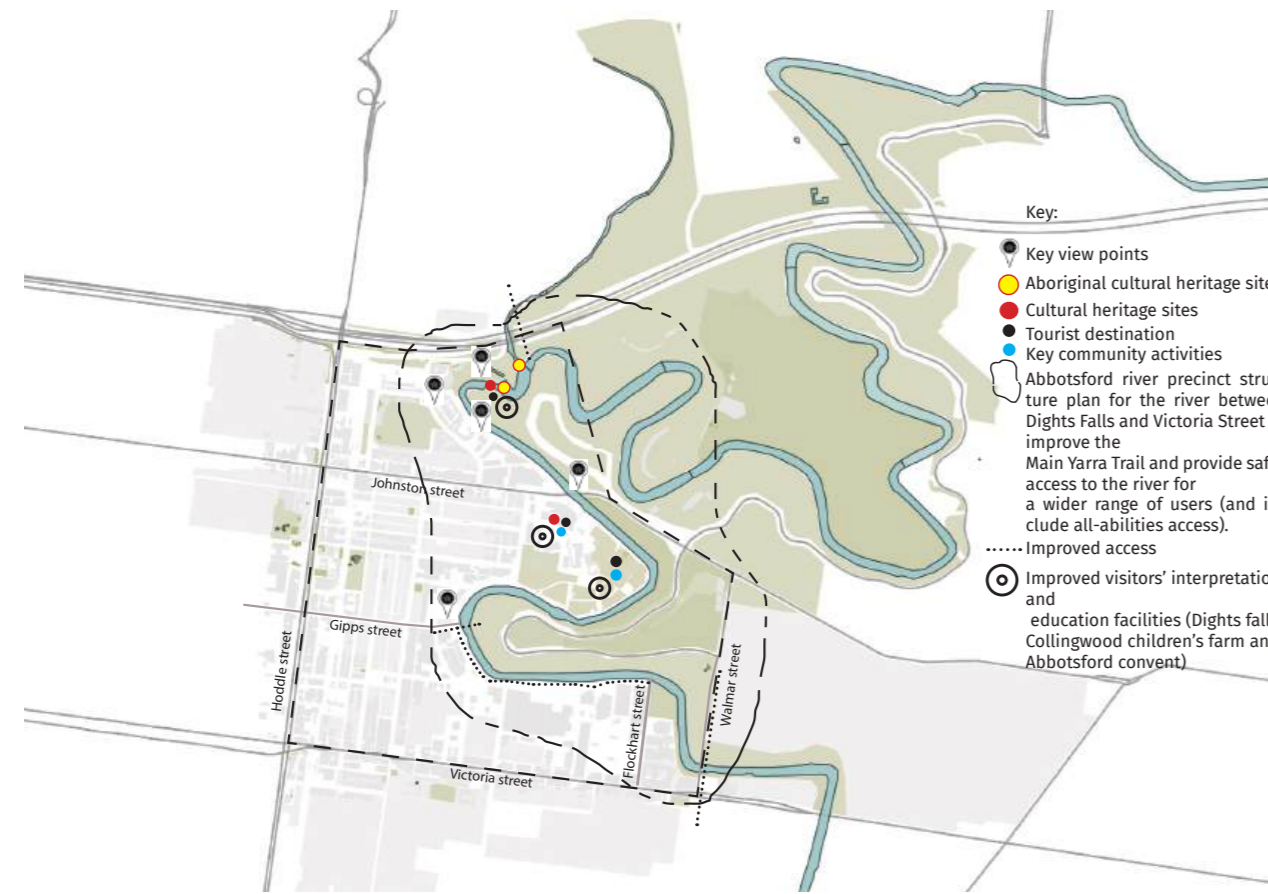 Key:
Key view points
Aboriginal cultural heritage site
Cultural heritage sites
Tourist destination
Key community activities
Abbotsford river precinct stru
ture plan for the river betwee
Dights Falls and Victoria Street
improve the
Main Yarra Trail and provide saf
access to the river for
a wider range of users (and i
clude all-abilities access).
Improved access
Improved visitors' interpretatio
and
education facilities (Dights fall
Collingwood children's farm an
Abbotsford convent)
Johnston street
Gipps street
Hoddle street
Walmar street
Flockhart street
Victoria street